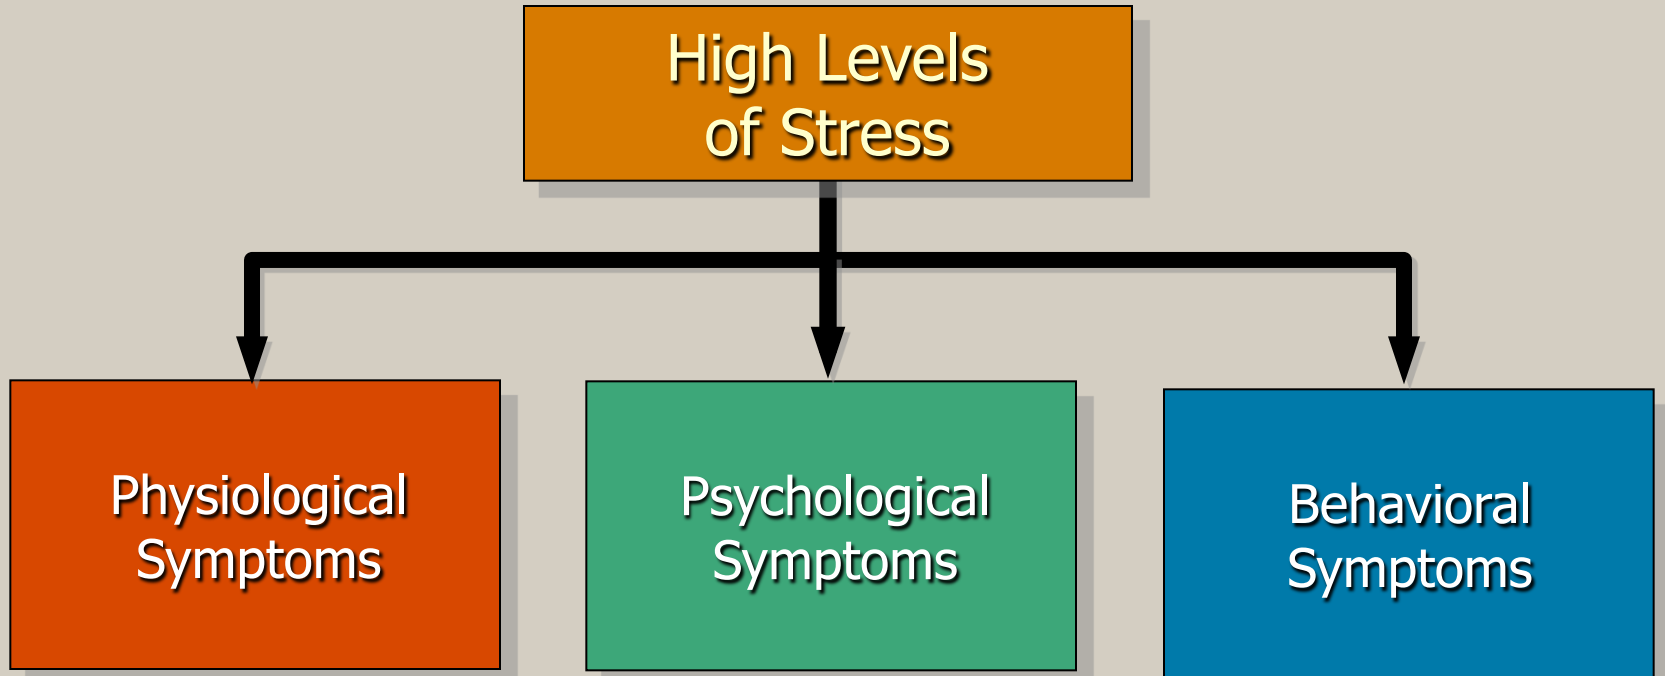 High Levels
of Stress
Physiological
Symptoms
Psychological
Symptoms
Behavioral
Symptoms